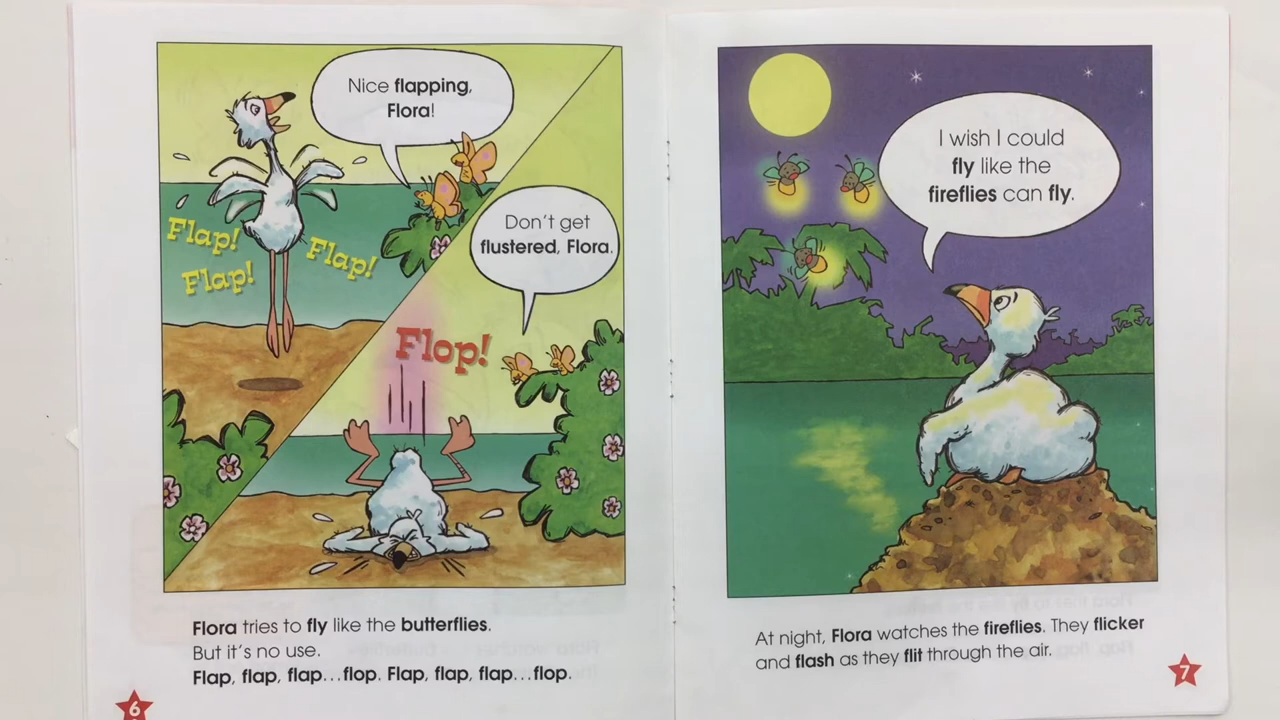 Nice flapping,
Flora!
Flap!
Flap!
Flap!
Don't get
flustered, Flora.
Flop!
Flora tries to fly like the butterflies.
But it's no use.
Flap, flap, flap...flop. Flap, flap, flap...flop.
6
I wish I could
fly like the
fireflies can fly.
At night, Flora watches the fireflies. They flicker
and flash as they flit through the air.
7